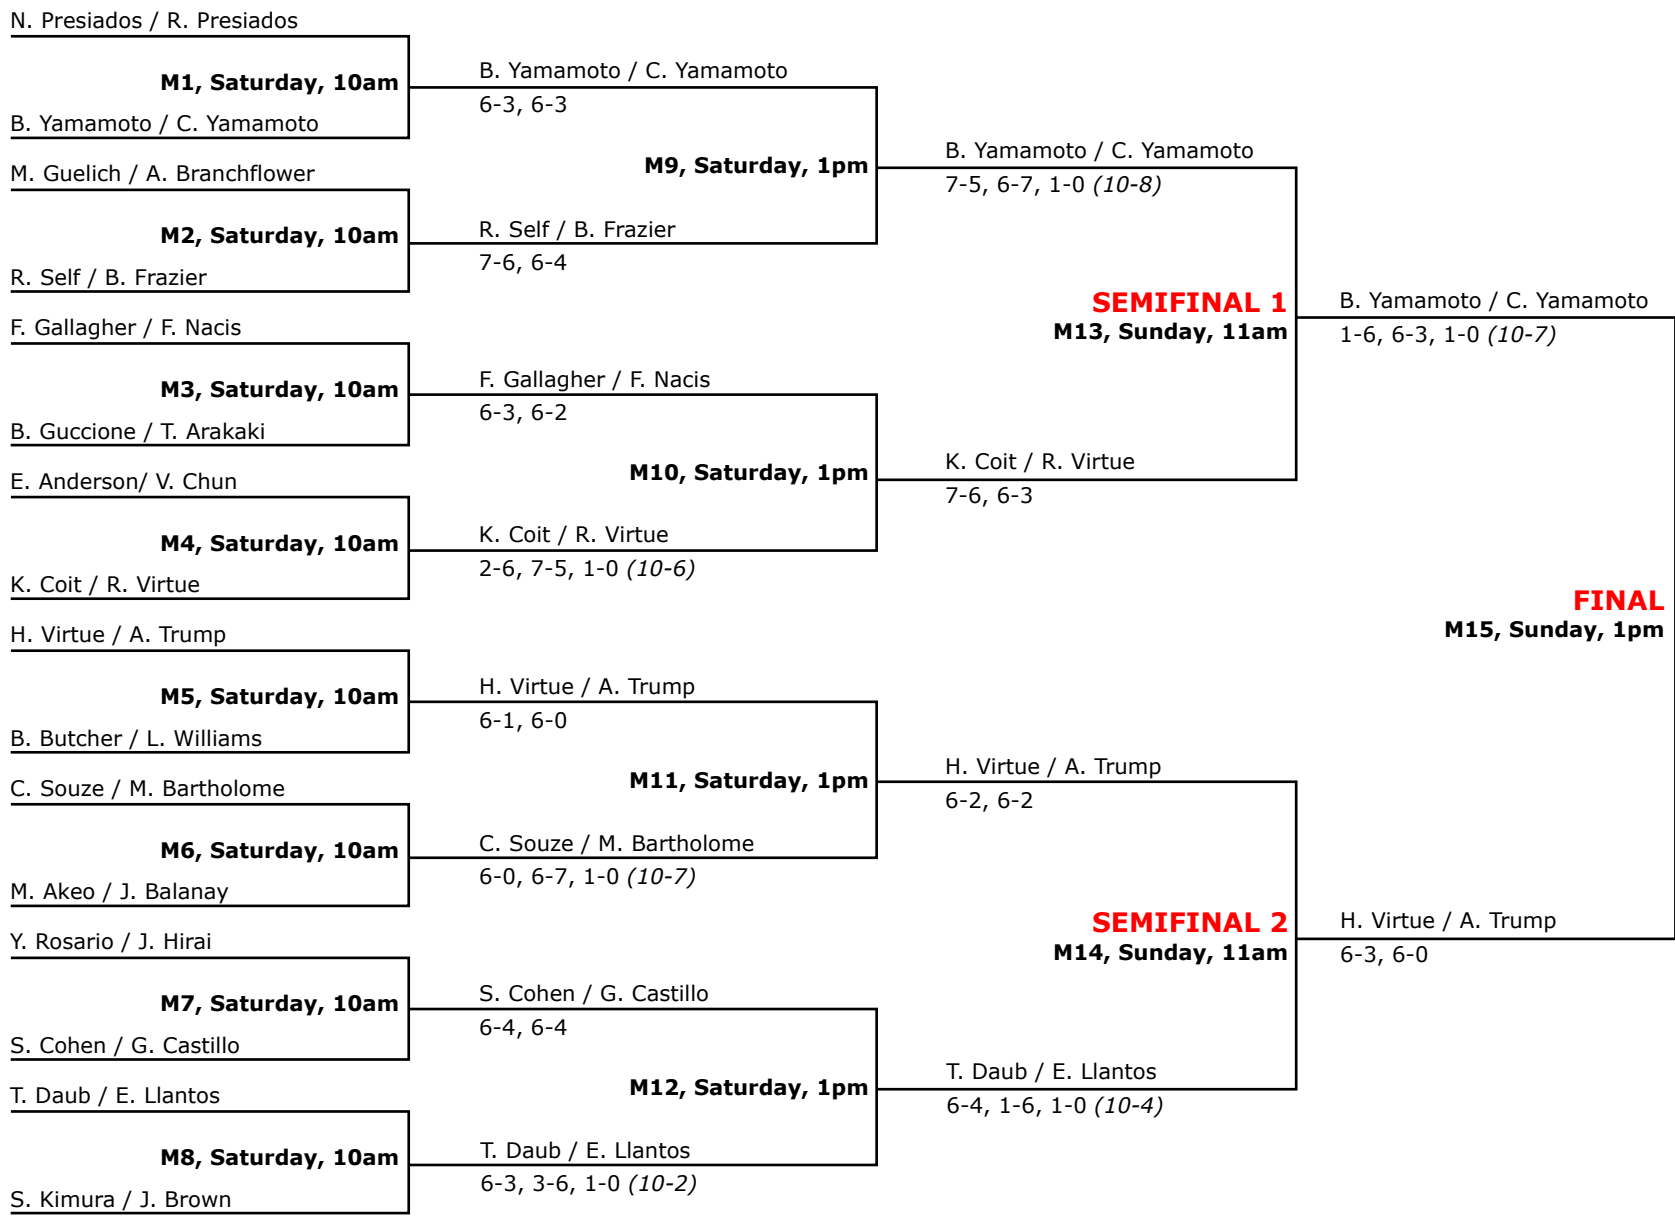 N. Presiados / R. Presiados
M1, Saturday, 10am
B. Yamamoto / C. Yamamoto
M. Guelich / A. Branchflower
M2, Saturday, 10am
R. Self / B. Frazier
F. Gallagher / F. Nacis
M3, Saturday, 10am
B. Guccione / T. Arakaki
E. Anderson/ V. Chun
M4, Saturday, 10am
K. Coit / R. Virtue
H. Virtue / A. Trump
M5, Saturday, 10am
B. Butcher / L. Williams
C. Souze / M. Bartholome
M6, Saturday, 10am
M. Akeo / J. Balanay
Y. Rosario / J. Hirai
M7, Saturday, 10am
S. Cohen / G. Castillo
T. Daub / E. Llantos
M8, Saturday, 10am
S. Kimura / J. Brown
B. Yamamoto / C. Yamamoto
6-3, 6-3
M9, Saturday, 1pm
R. Self / B. Frazier
7-6, 6-4
F. Gallagher / F. Nacis
6-3, 6-2
M10, Saturday, 1pm
K. Coit / R. Virtue
2-6, 7-5, 1-0 (10-6)
H. Virtue / A. Trump
6-1, 6-0
M11, Saturday, 1pm
C. Souze / M. Bartholome
6-0, 6-7, 1-0 (10-7)
S. Cohen / G. Castillo
6-4, 6-4
M12, Saturday, 1pm
T. Daub / E. Llantos
6-3, 3-6, 1-0 (10-2)
B. Yamamoto / C. Yamamoto
7-5, 6-7, 1-0 (10-8)
SEMIFINAL 1
M13, Sunday, 11am
K. Coit / R. Virtue
7-6, 6-3
H. Virtue / A. Trump
6-2, 6-2
SEMIFINAL 2
M14, Sunday, 11am
T. Daub / E. Llantos
6-4, 1-6, 1-0 (10-4)
B. Yamamoto / C. Yamamoto
1-6, 6-3, 1-0 (10-7)
FINAL
M15, Sunday, 1pm
H. Virtue / A. Trump
6-3, 6-0